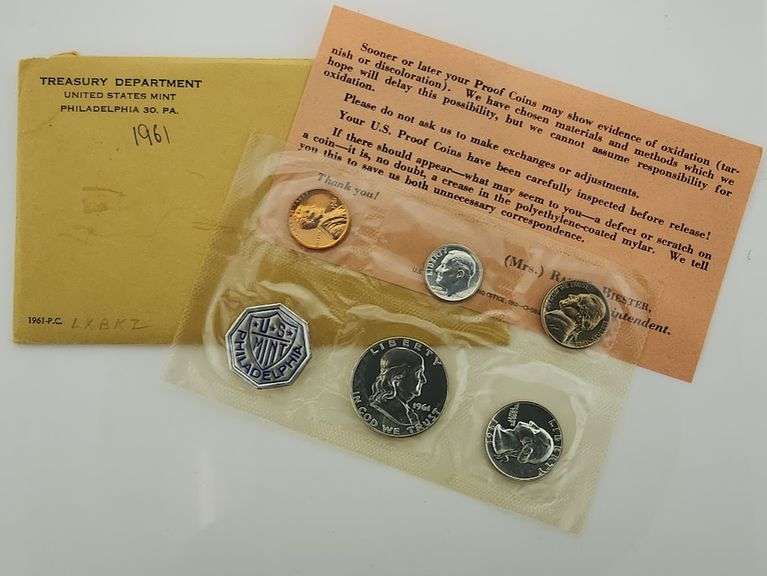 TREASURY DEPARTMENT
UNITED STATES MINT
PHILADELPHIA 30, PA.
1961
1961-P.C.
Sooner or later your Proof Coins may show evidence of oxidation (tar-
nish or discoloration). We have chosen materials and methods which we
hope will delay this possibility, but we cannot assume responsibility for
oxidation.
Please do not ask us to make exchanges or adjustments.
Your U.S. Proof Coins have been carefully inspected before release!
If there should appear—what may seem to you—a defect or scratch on
a coin—it is, no doubt, a crease in the polyethylene-coated mylar. We tell
you this to save us both unnecessary correspondence.
Thank you!
(Mrs.)
U.S.
MINT
PHILADELPHIA
LIBERTY
1961
IN GOD WE TRUST
LIBERTY
LIBERTY
1961